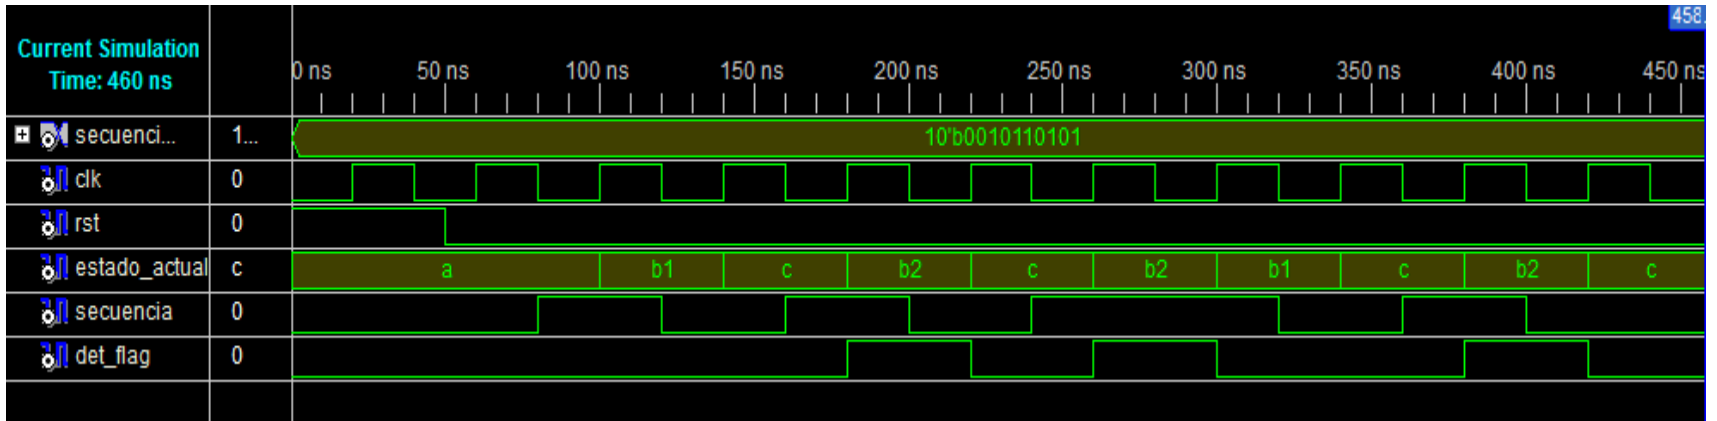 458.
Current Simulation
Time: 460 ns
0 ns 50 ns 100 ns 150 ns 200 ns 250 ns 300 ns 350 ns 400 ns 450 ns
secuenci... 1... 10'b0010110101
clk 0
rst 0
estado_actual c a b1 c b2 c b2 b1 c b2 c
secuencia 0
det_flag 0